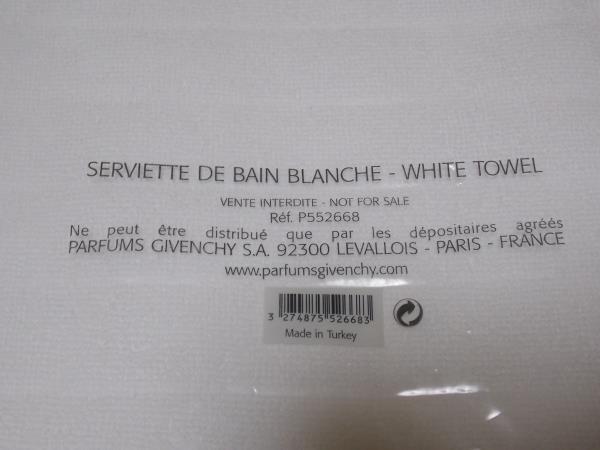 SERVIETTE DE BAIN BLANCHE - WHITE TOWEL
VENTE INTERDITE - NOT FOR SALE
Réf. P552668
Ne peut être distribué que par les dépositaires agréés
PARFUMS GIVENCHY S.A. 92300 LEVALLOIS - PARIS - FRANCE
www.parfumsgivenchy.com
3 274875 526683
Made in Turkey